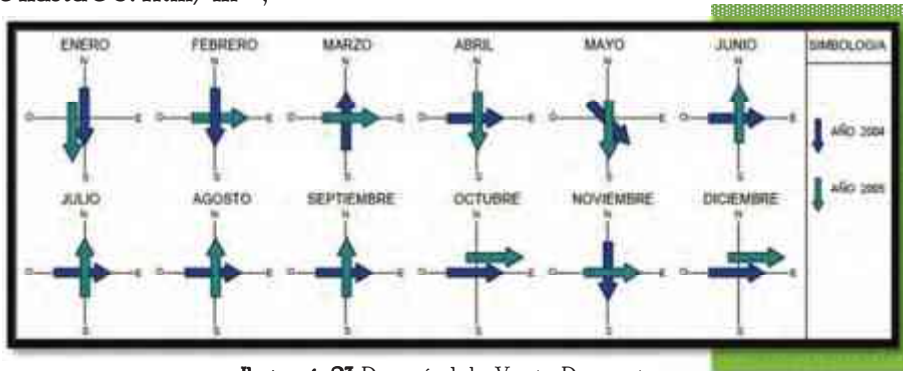 ENERO FEBRERO MARZO ABRIL MAYO JUNIO SIMBOLOGIA
N N N N N N
O E O E O E O E O E O E
AÑO 2004
S S S S S S
AÑO 2005
JULIO AGOSTO SEPTIEMBRE OCTUBRE NOVIEMBRE DICIEMBRE
N N N N N N
O E O E O E O E O E O E
S S S S S S